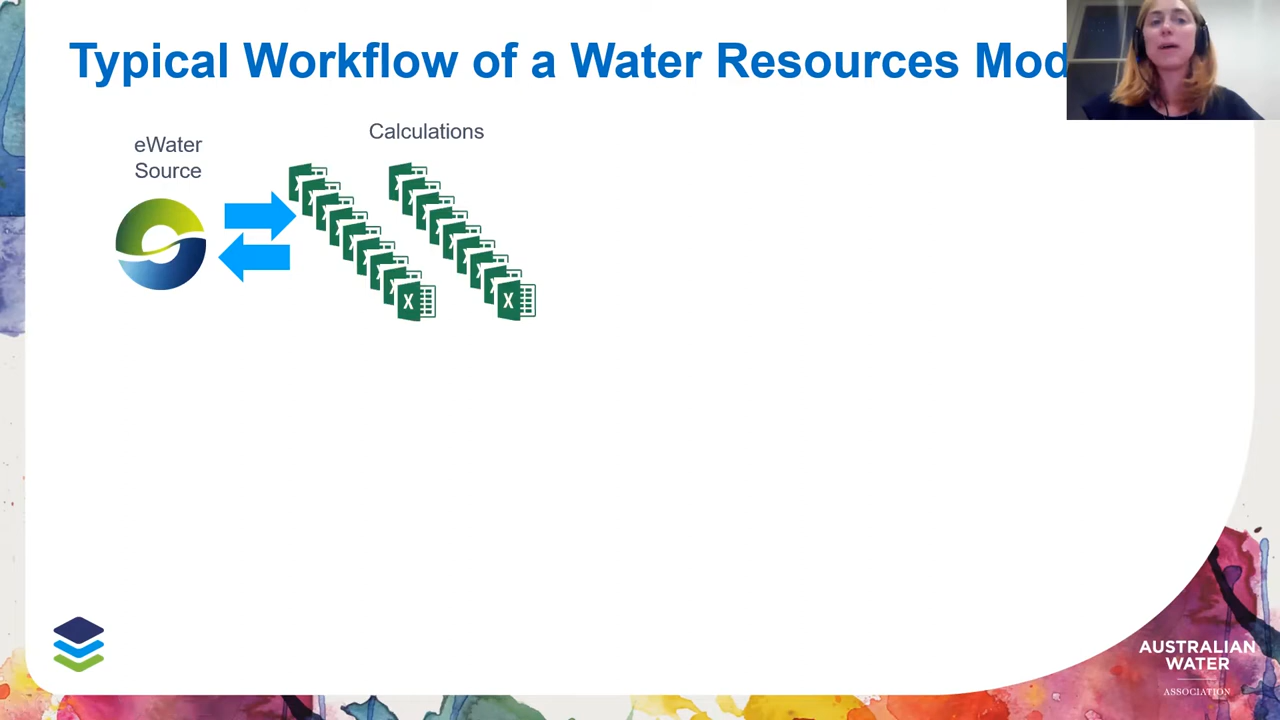 Typical Workflow of a Water Resources Mod
eWater
Source
Calculations
X
X
AUSTRALIAN
WATER
ASSOCIATION